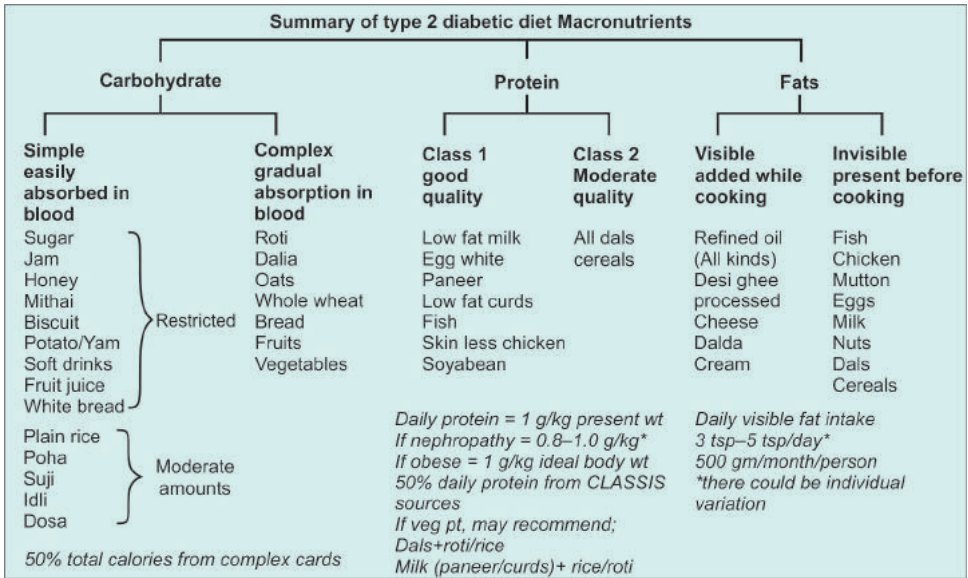 Summary of type 2 diabetic diet Macronutrients
Carbohydrate
Simple
easily
absorbed in
blood
Sugar
Jam
Honey
Mithai
Biscuit
Potato/Yam
Soft drinks
Fruit juice
White bread
Restricted
Plain rice
Poha
Suji
Idli
Dosa
Moderate
amounts
Complex
gradual
absorption in
blood
Roti
Dalia
Oats
Whole wheat
Bread
Fruits
Vegetables
50% total calories from complex cards
Protein
Class 1
good
quality
Low fat milk
Egg white
Paneer
Low fat curds
Fish
Skin less chicken
Soyabean
Class 2
Moderate
quality
All dals
cereals
Daily protein = 1 g/kg present wt
If nephropathy = 0.8–1.0 g/kg*
If obese = 1 g/kg ideal body wt
50% daily protein from CLASSIS
sources
If veg pt, may recommend;
Dals+roti/rice
Milk (paneer/curds)+ rice/roti
Fats
Visible
added while
cooking
Refined oil
(All kinds)
Desi ghee
processed
Cheese
Dalda
Cream
Invisible
present before
cooking
Fish
Chicken
Mutton
Eggs
Milk
Nuts
Dals
Cereals
Daily visible fat intake
3 tsp–5 tsp/day*
500 gm/month/person
*there could be individual
variation